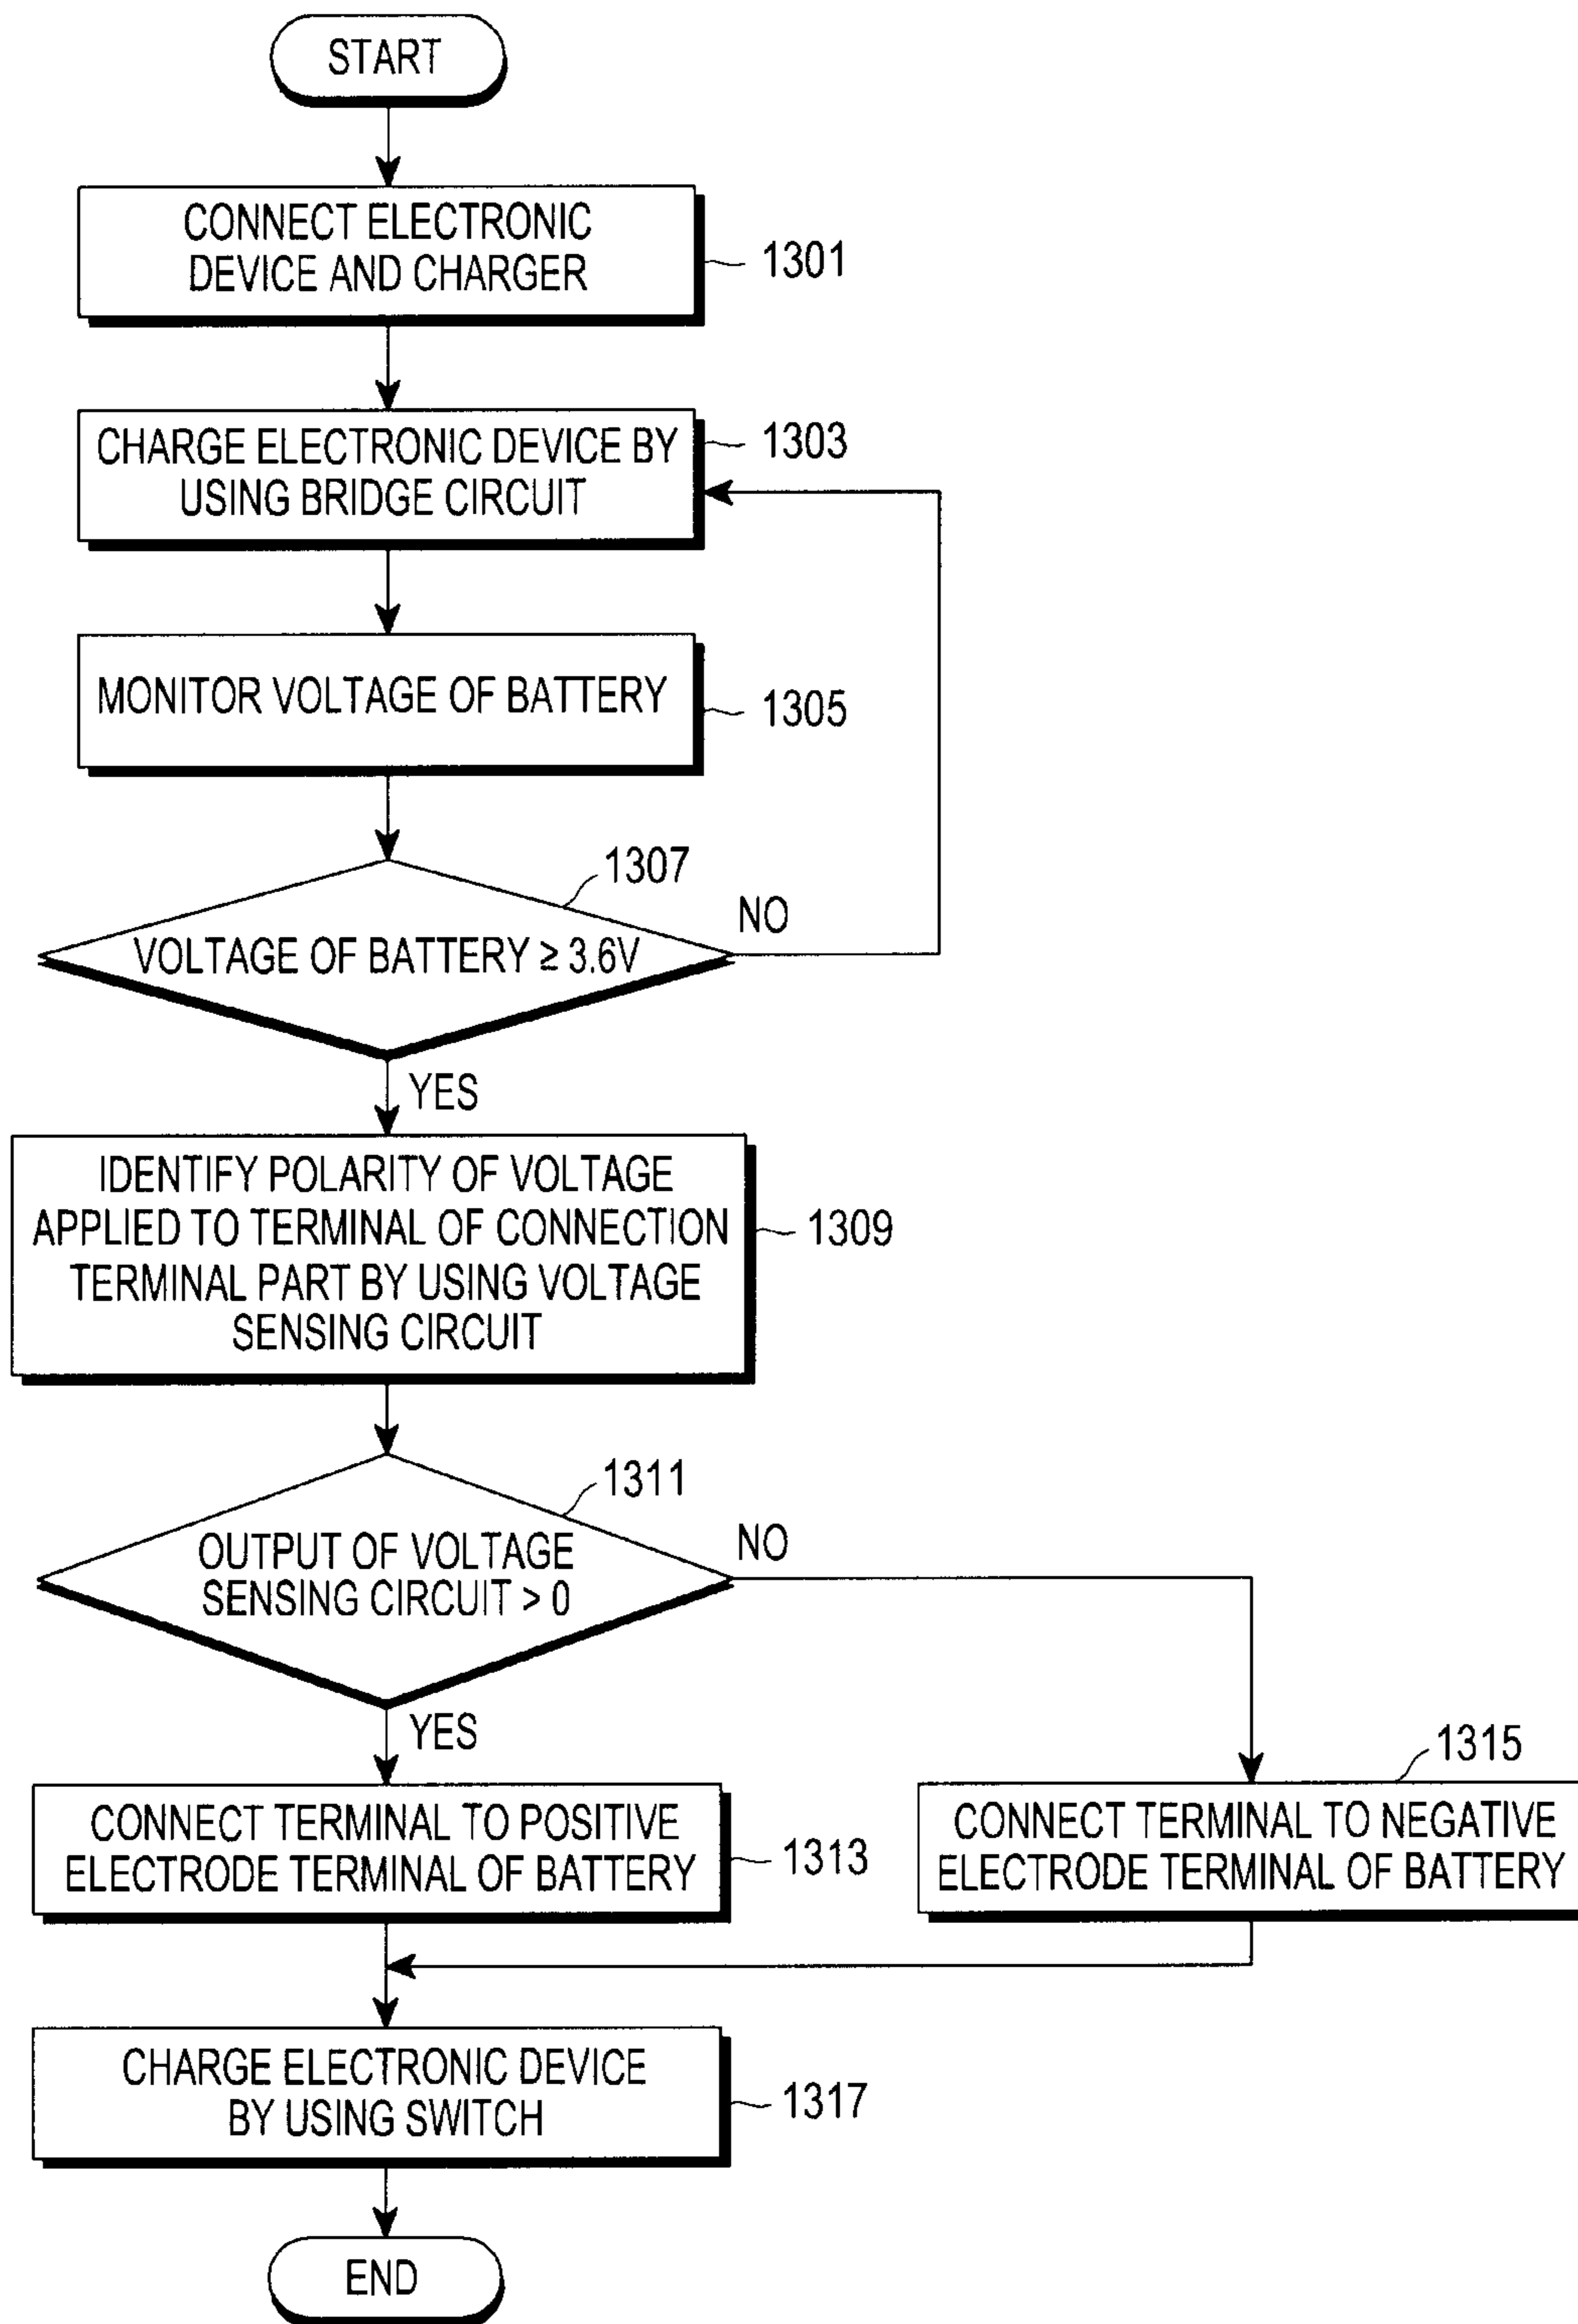 START
CONNECT ELECTRONIC
DEVICE AND CHARGER
1301
CHARGE ELECTRONIC DEVICE BY
USING BRIDGE CIRCUIT
1303
MONITOR VOLTAGE OF BATTERY
1305
1307
VOLTAGE OF BATTERY ≥ 3.6V
NO
YES
IDENTIFY POLARITY OF VOLTAGE
APPLIED TO TERMINAL OF CONNECTION
TERMINAL PART BY USING VOLTAGE
SENSING CIRCUIT
1309
1311
OUTPUT OF VOLTAGE
SENSING CIRCUIT > 0
NO
YES
CONNECT TERMINAL TO POSITIVE
ELECTRODE TERMINAL OF BATTERY
1313
1315
CONNECT TERMINAL TO NEGATIVE
ELECTRODE TERMINAL OF BATTERY
CHARGE ELECTRONIC DEVICE
BY USING SWITCH
1317
END